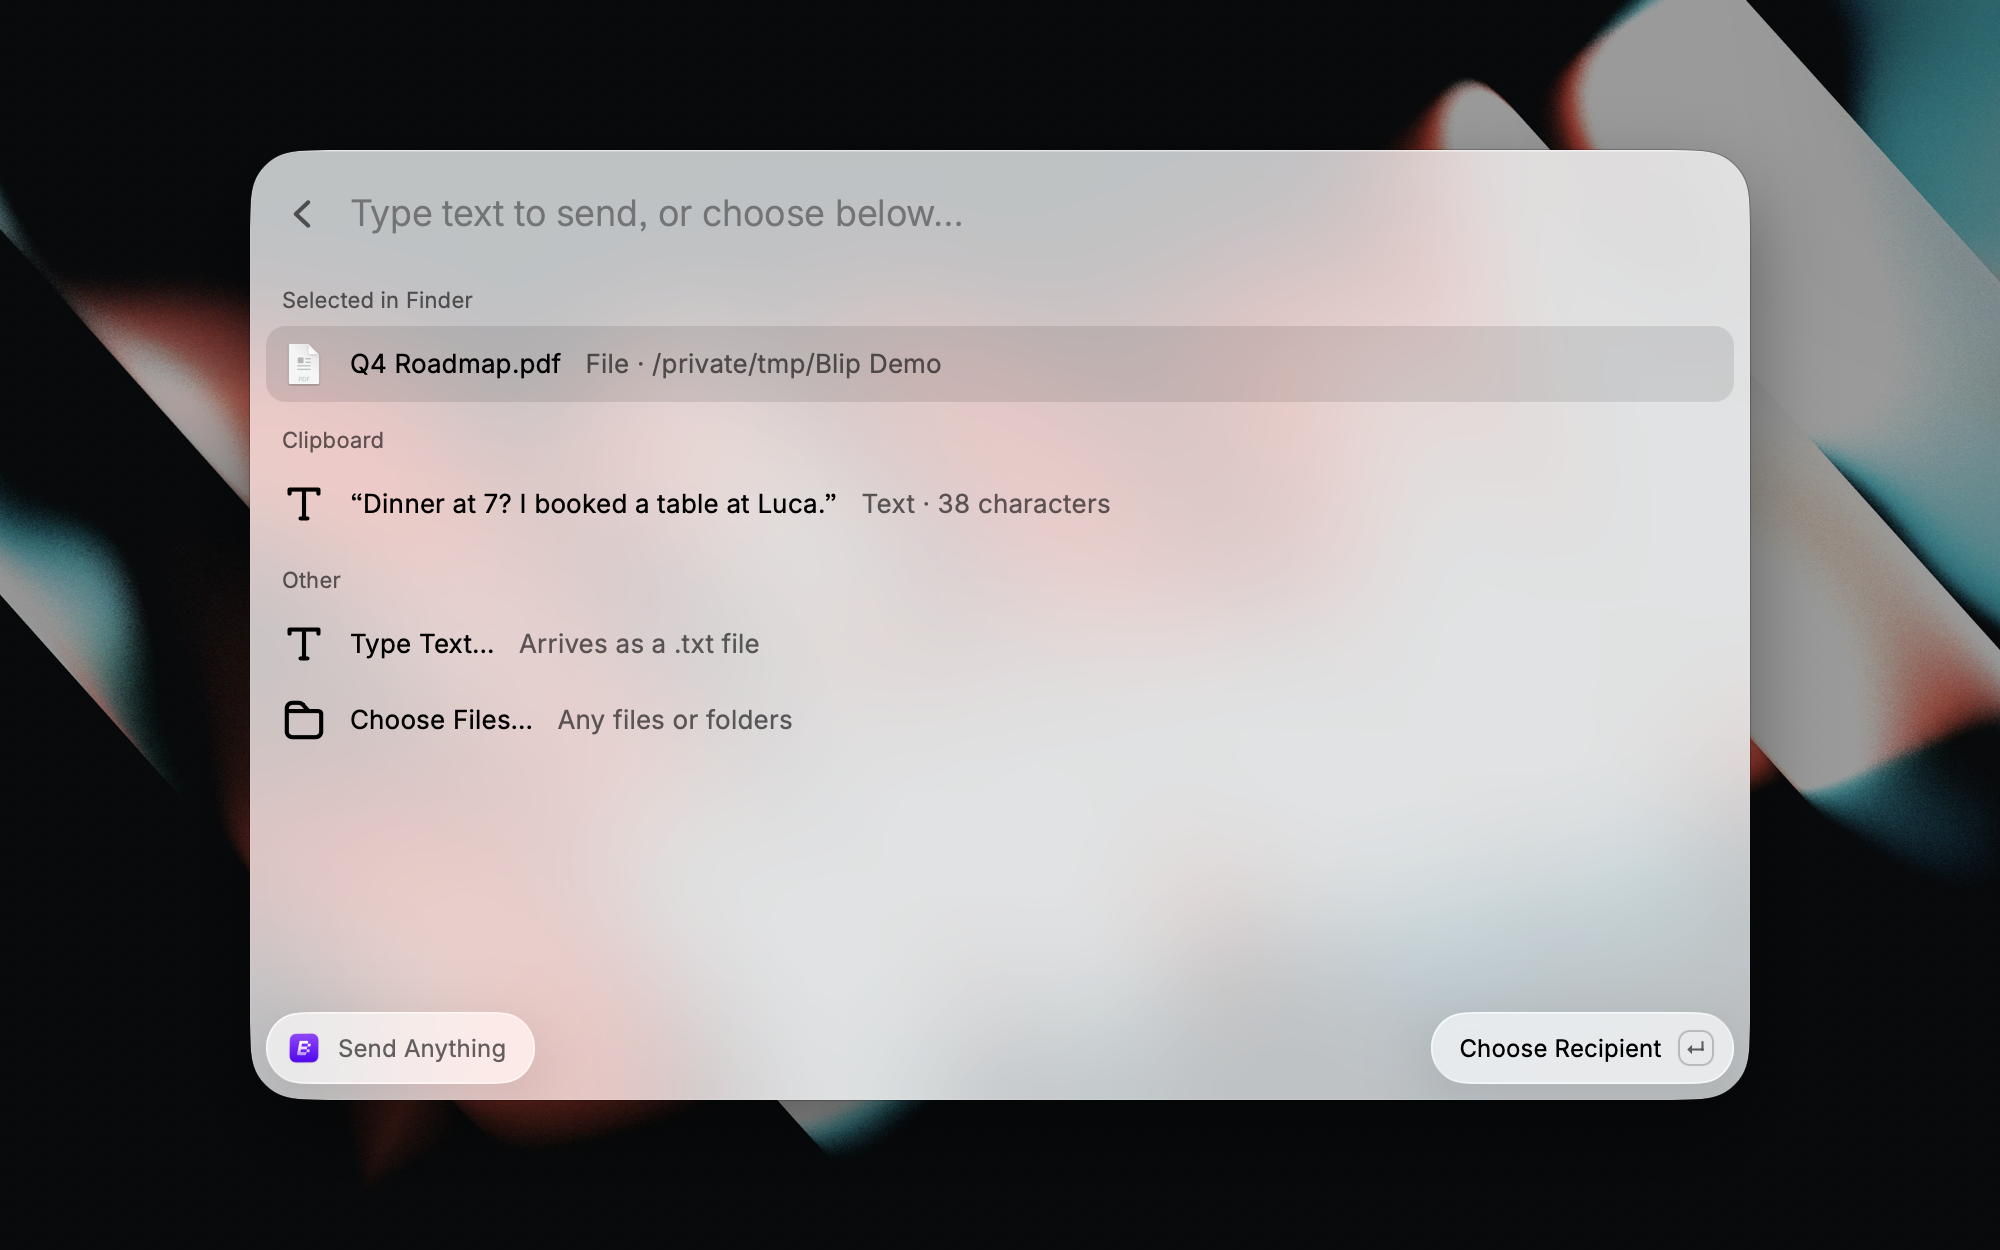 Type text to send, or choose below...
Selected in Finder
PDF
Q4 Roadmap.pdf File · /private/tmp/Blip Demo
Clipboard
“Dinner at 7? I booked a table at Luca.” Text · 38 characters
Other
Type Text... Arrives as a .txt file
Choose Files... Any files or folders
B Send Anything
Choose Recipient